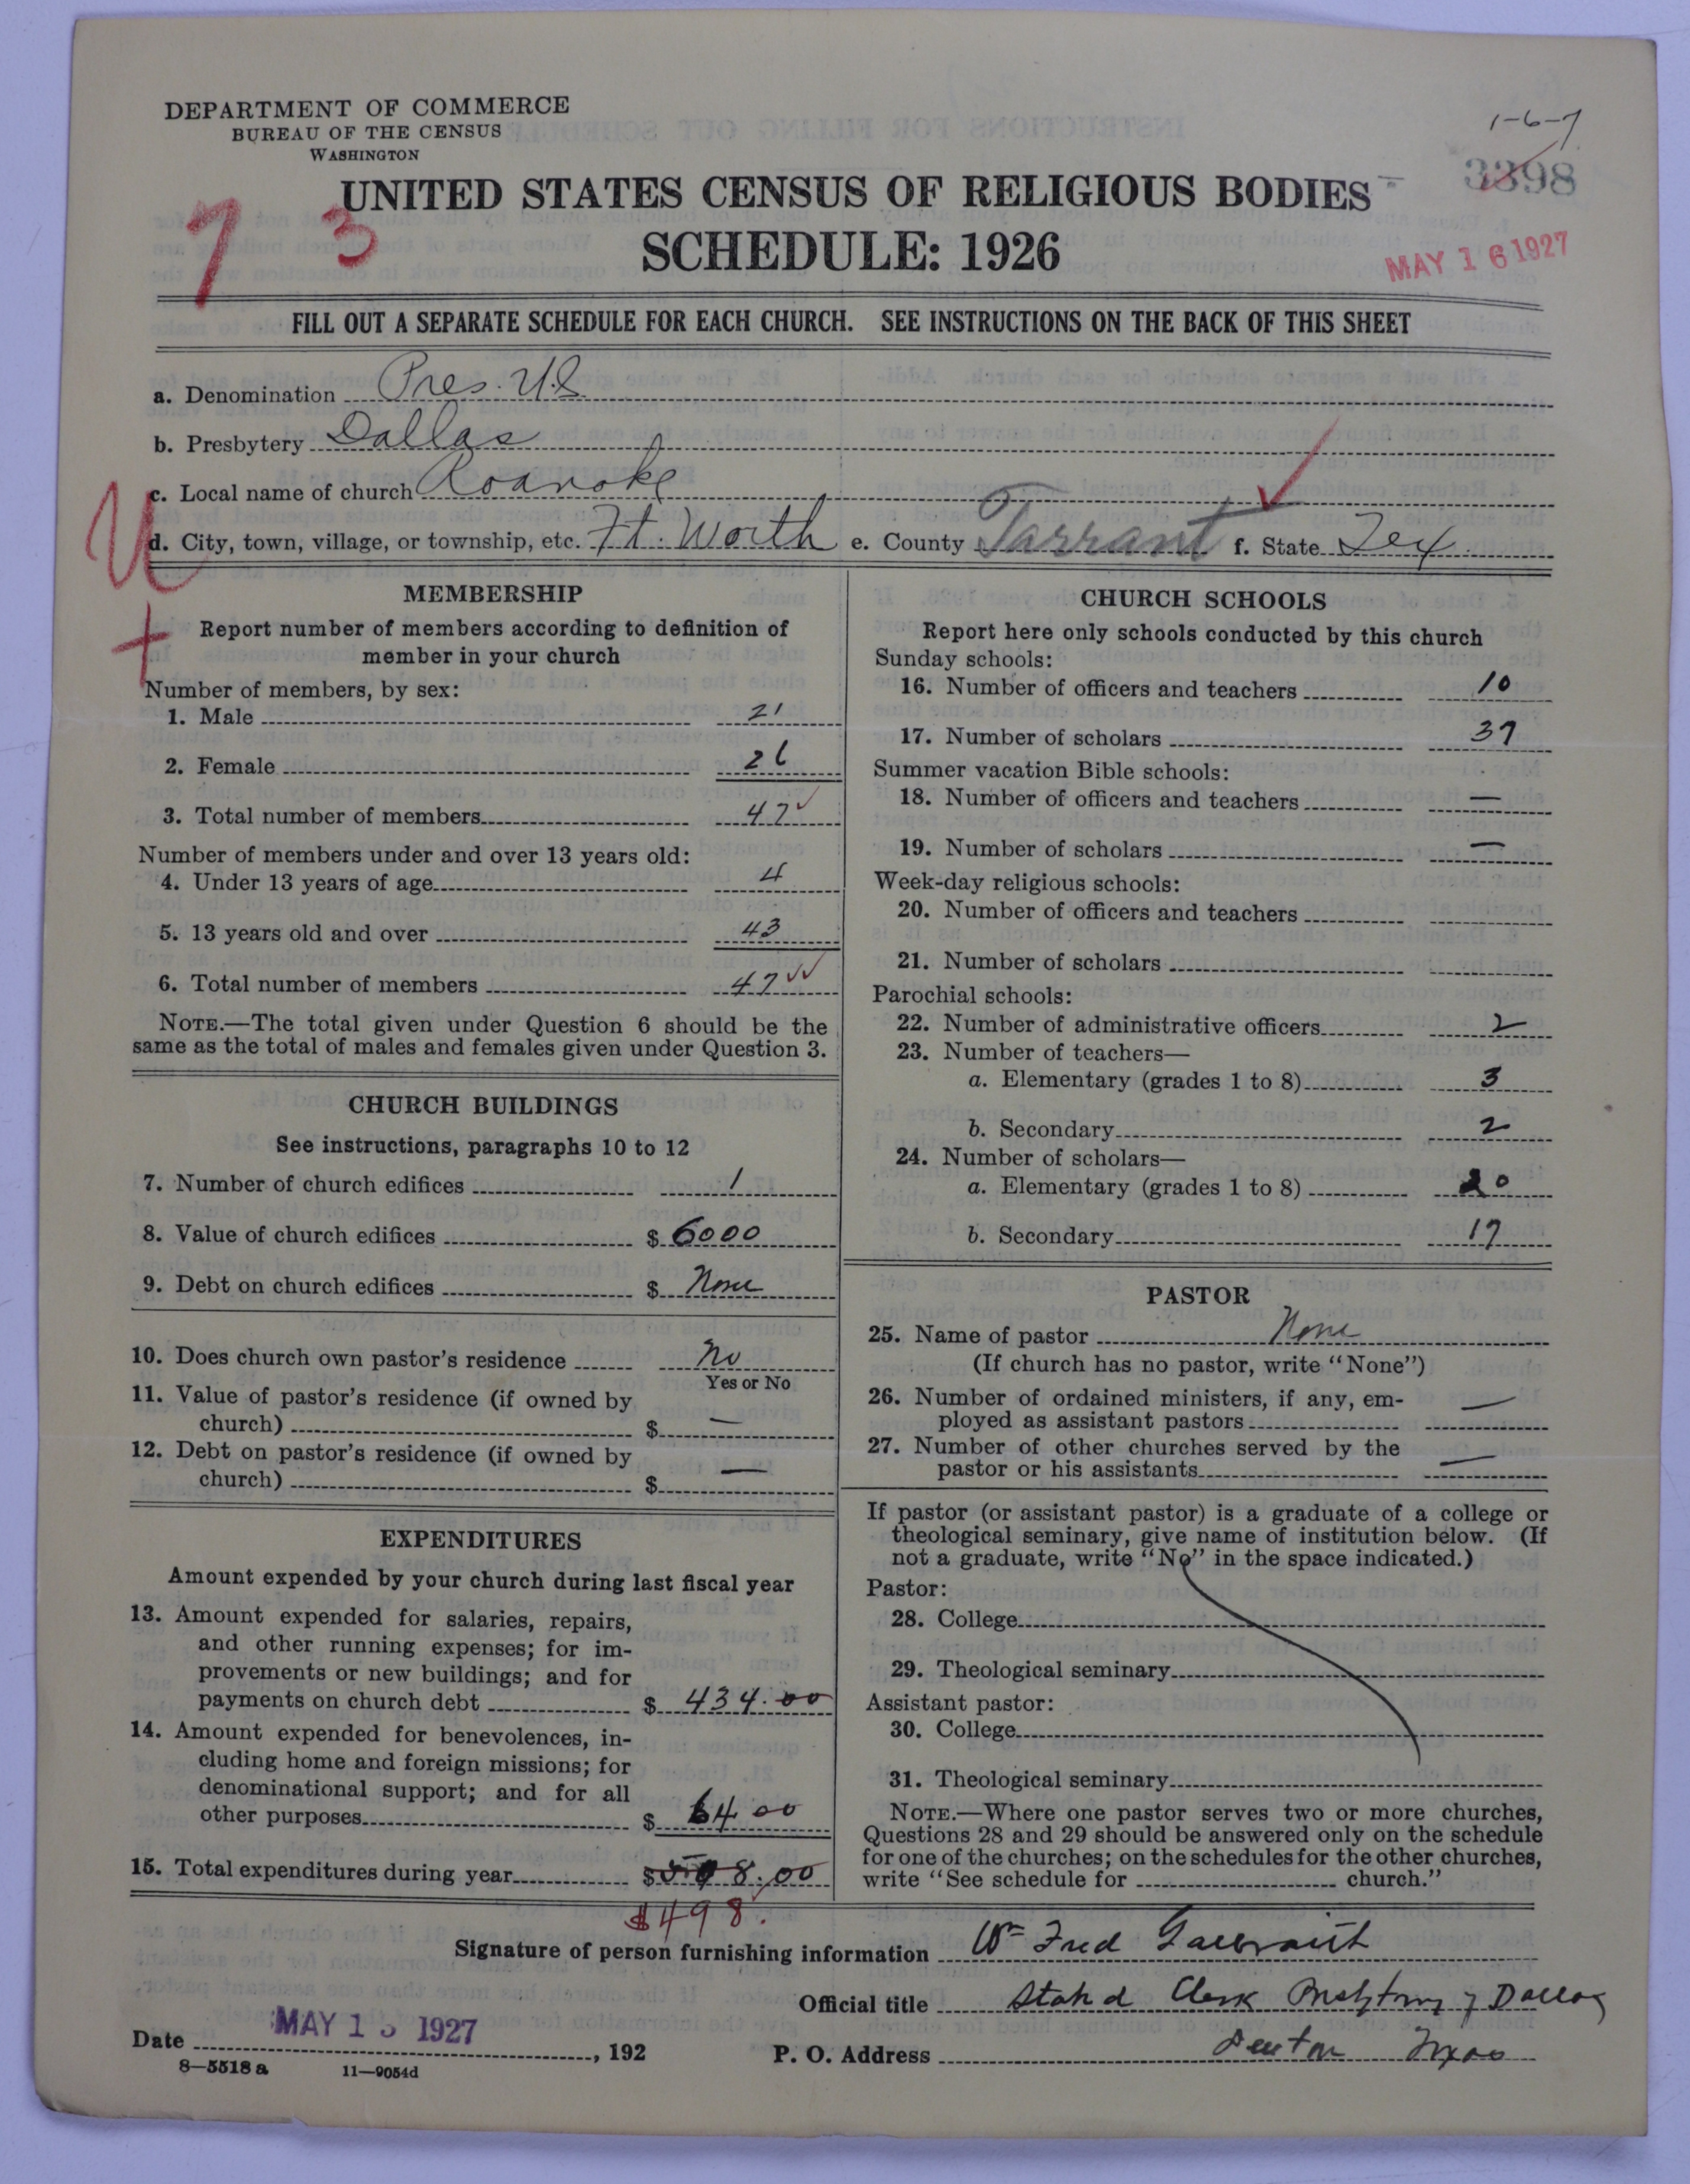 DEPARTMENT OF COMMERCE
BUREAU OF THE CENSUS
WASHINGTON
1-6-7
3398
UNITED STATES CENSUS OF RELIGIOUS BODIES
7 3
SCHEDULE: 1926
MAY 16 1927
FILL OUT A SEPARATE SCHEDULE FOR EACH CHURCH. SEE INSTRUCTIONS ON THE BACK OF THIS SHEET
a. Denomination Pres. U.S
b. Presbytery Dallas
c. Local name of church Roanoke
d. City, town, village, or township, etc. Ft. Worth e. County Tarrant f. State Tex.
MEMBERSHIP
Report number of members according to definition of
member in your church
Number of members, by sex:
1. Male 21
2. Female 26
3. Total number of members 47
Number of members under and over 13 years old:
4. Under 13 years of age 4
5. 13 years old and over 43
6. Total number of members 47
NOTE.—The total given under Question 6 should be the
same as the total of males and females given under Question 3.
CHURCH BUILDINGS
See instructions, paragraphs 10 to 12
7. Number of church edifices 1
8. Value of church edifices $ 6000
9. Debt on church edifices $ None
10. Does church own pastor's residence No
Yes or No
11. Value of pastor's residence (if owned by
church) $ —
12. Debt on pastor's residence (if owned by
church) $ —
EXPENDITURES
Amount expended by your church during last fiscal year
13. Amount expended for salaries, repairs,
and other running expenses; for im-
provements or new buildings; and for
payments on church debt $ 434.00
14. Amount expended for benevolences, in-
cluding home and foreign missions; for
denominational support; and for all
other purposes $ 64 00
15. Total expenditures during year $ 8.00
$498.
CHURCH SCHOOLS
Report here only schools conducted by this church
Sunday schools:
16. Number of officers and teachers 10
17. Number of scholars 37
Summer vacation Bible schools:
18. Number of officers and teachers —
19. Number of scholars —
Week-day religious schools:
20. Number of officers and teachers
21. Number of scholars
Parochial schools:
22. Number of administrative officers 2
23. Number of teachers—
a. Elementary (grades 1 to 8) 3
b. Secondary 2
24. Number of scholars—
a. Elementary (grades 1 to 8) 20
b. Secondary 17
PASTOR
25. Name of pastor None
(If church has no pastor, write "None")
26. Number of ordained ministers, if any, em-
ployed as assistant pastors —
27. Number of other churches served by the
pastor or his assistants —
If pastor (or assistant pastor) is a graduate of a college or
theological seminary, give name of institution below. (If
not a graduate, write "No" in the space indicated.)
Pastor:
28. College
29. Theological seminary
Assistant pastor:
30. College
31. Theological seminary
NOTE.—Where one pastor serves two or more churches,
Questions 28 and 29 should be answered only on the schedule
for one of the churches; on the schedules for the other churches,
write "See schedule for church."
Signature of person furnishing information Wm Fred Galbraith
Official title Stated Clerk Presbytery of Dallas
Date MAY 1 1927, 192
P. O. Address Denton Texas
8—5518 a 11—9054d